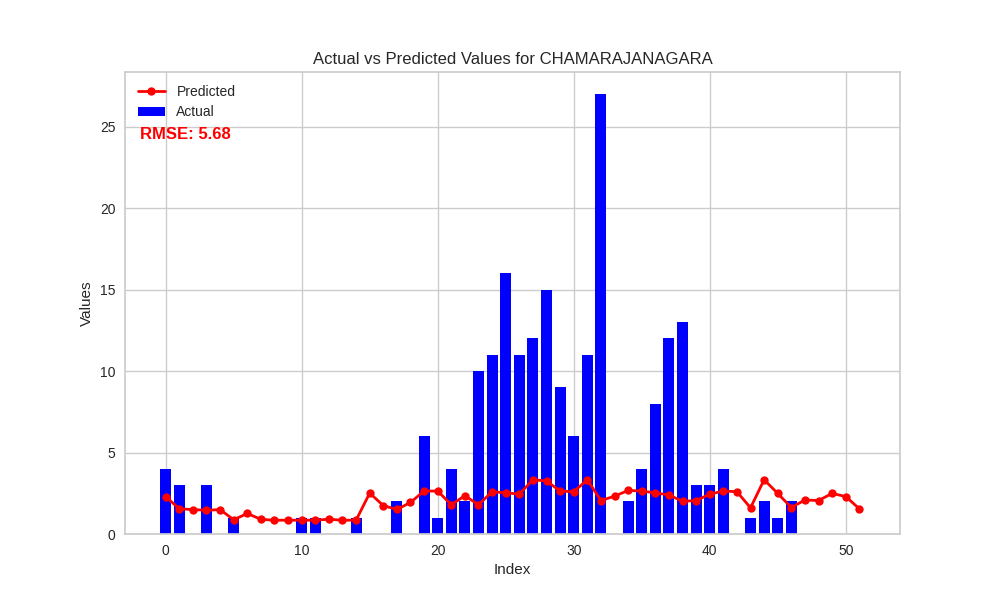 Actual vs Predicted Values for CHAMARAJANAGARA
Predicted
Actual
RMSE: 5.68
25
20
15
10
5
0
Values
0 10 20 30 40 50
Index